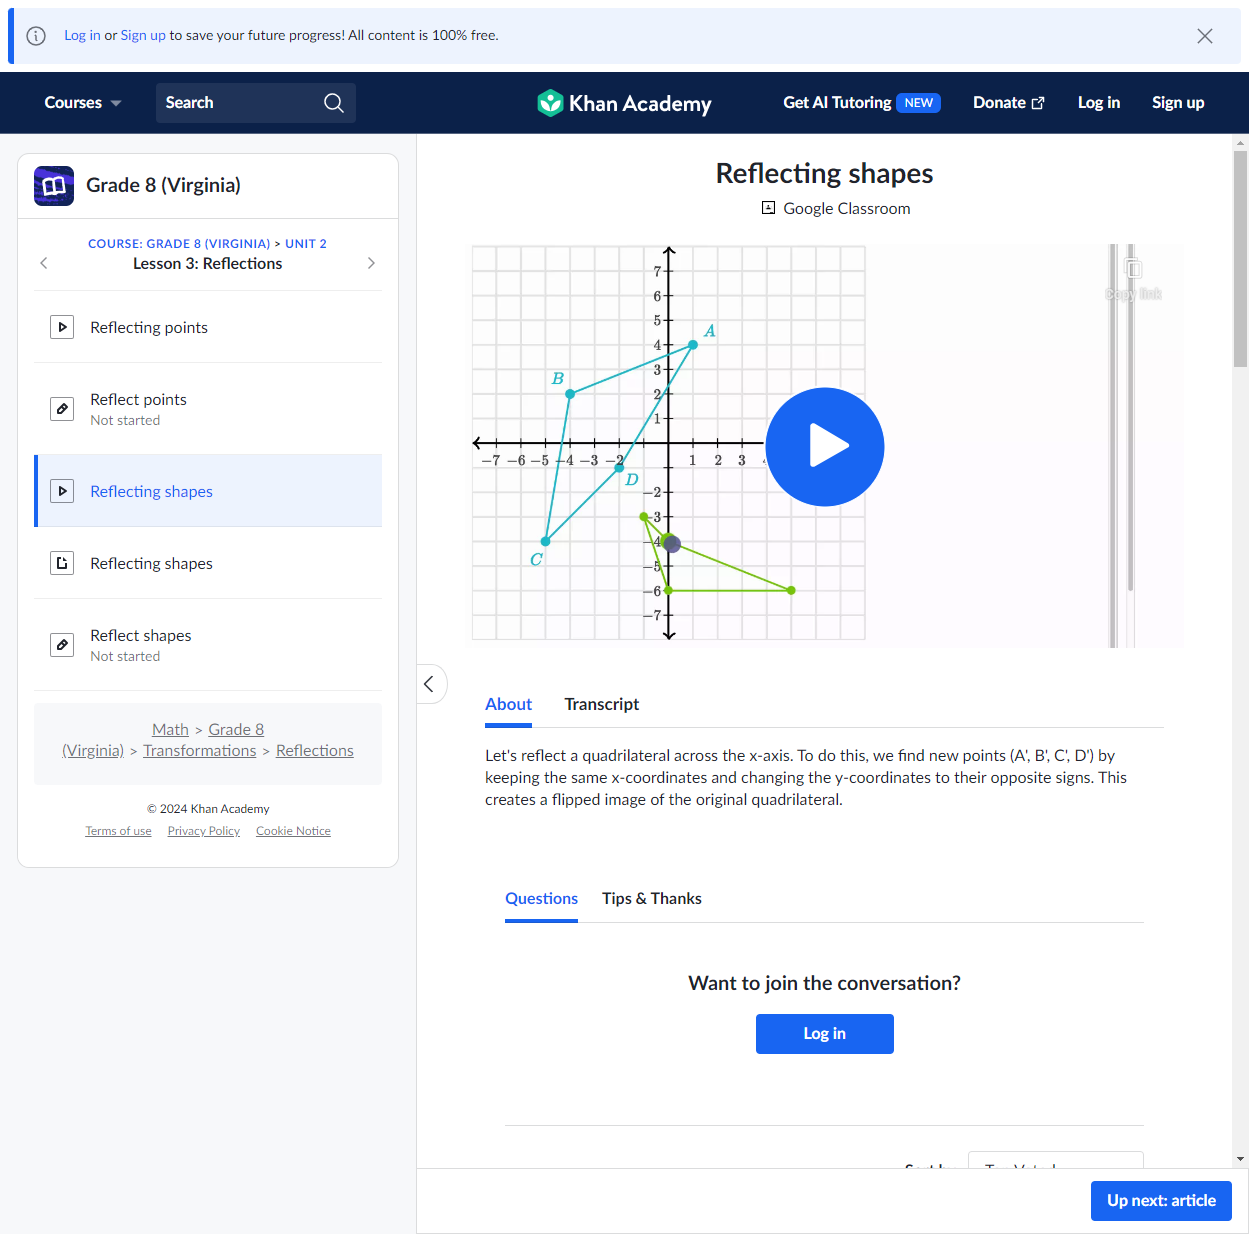 Log in or Sign up to save your future progress! All content is 100% free.
Courses
Search
Khan Academy
Get AI Tutoring NEW
Donate
Log in
Sign up
Grade 8 (Virginia)
COURSE: GRADE 8 (VIRGINIA) > UNIT 2
Lesson 3: Reflections
Reflecting points
Reflect points
Not started
Reflecting shapes
Reflecting shapes
Reflect shapes
Not started
Math > Grade 8
(Virginia) > Transformations > Reflections
© 2024 Khan Academy
Terms of use Privacy Policy Cookie Notice
Reflecting shapes
Google Classroom
Copy link
7
6
5
A
4
3
B
2
1
−7 −6 −5 −4 −3 −2 1 2 3
D
−2
−3
−4
C
−5
−6
−7
About Transcript
Let's reflect a quadrilateral across the x-axis. To do this, we find new points (A', B', C', D') by
keeping the same x-coordinates and changing the y-coordinates to their opposite signs. This
creates a flipped image of the original quadrilateral.
Questions Tips & Thanks
Want to join the conversation?
Log in
Up next: article